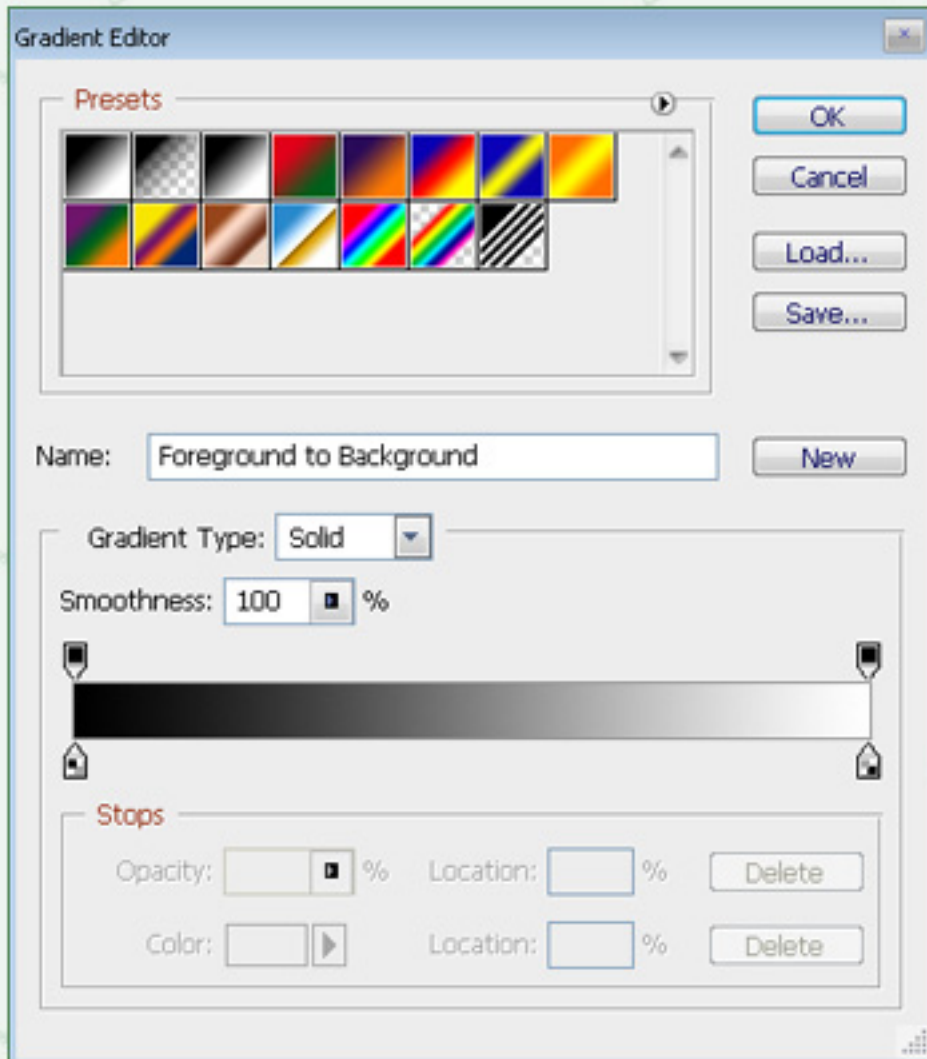 Gradient Editor
Presets
OK
Cancel
Load...
Save...
Name: Foreground to Background New
Gradient Type: Solid
Smoothness: 100 %
Stops
Opacity: % Location: % Delete
Color: Location: % Delete